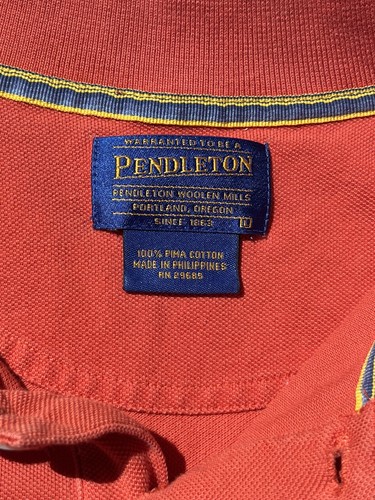 WARRANTED TO BE A
PENDLETON
PENDLETON WOOLEN MILLS
PORTLAND, OREGON
SINCE 1863
100% PIMA COTTON
MADE IN PHILIPPINES
RN 29685